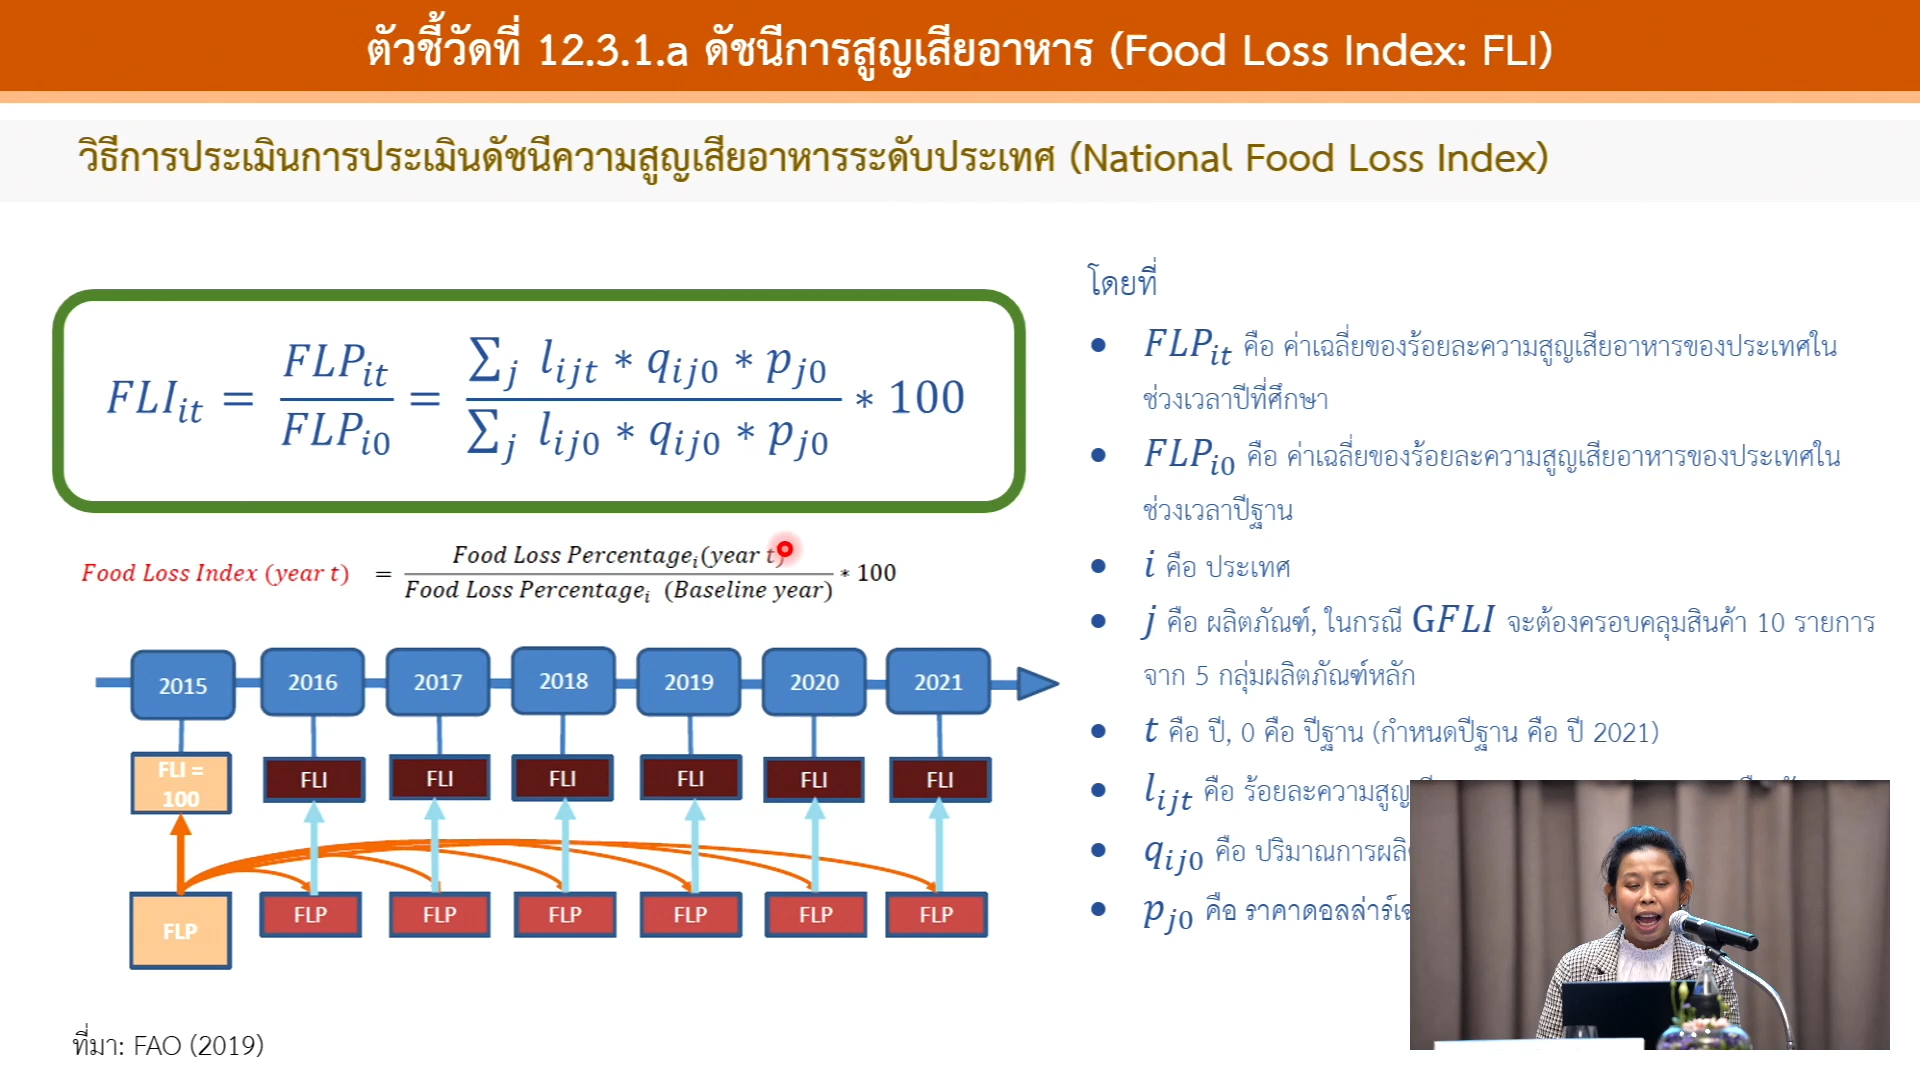 ตัวชี้วัดที่ 12.3.1.a ดัชนีการสูญเสียอาหาร (Food Loss Index: FLI)
วิธีการประเมินการประเมินดัชนีความสูญเสียอาหารระดับประเทศ (National Food Loss Index)
FLI_it = FLP_it / FLP_i0 = ∑_j l_ijt * q_ij0 * p_j0 / ∑_j l_ij0 * q_ij0 * p_j0 * 100
Food Loss Index (year t) = Food Loss Percentage_i (year t) / Food Loss Percentage_i (Baseline year) * 100
2015 2016 2017 2018 2019 2020 2021
FLI = 100 FLI FLI FLI FLI FLI FLI
FLP FLP FLP FLP FLP FLP FLP
ที่มา: FAO (2019)
โดยที่
• FLP_it คือ ค่าเฉลี่ยของร้อยละความสูญเสียอาหารของประเทศใน
ช่วงเวลาปีที่ศึกษา
• FLP_i0 คือ ค่าเฉลี่ยของร้อยละความสูญเสียอาหารของประเทศใน
ช่วงเวลาปีฐาน
• i คือ ประเทศ
• j คือ ผลิตภัณฑ์, ในกรณี GFLI จะต้องครอบคลุมสินค้า 10 รายการ
จาก 5 กลุ่มผลิตภัณฑ์หลัก
• t คือ ปี, 0 คือ ปีฐาน (กำหนดปีฐาน คือ ปี 2021)
• l_ijt คือ ร้อยละความสูญ
• q_ij0 คือ ปริมาณการผลิ
• p_j0 คือ ราคาดอลล่าร์